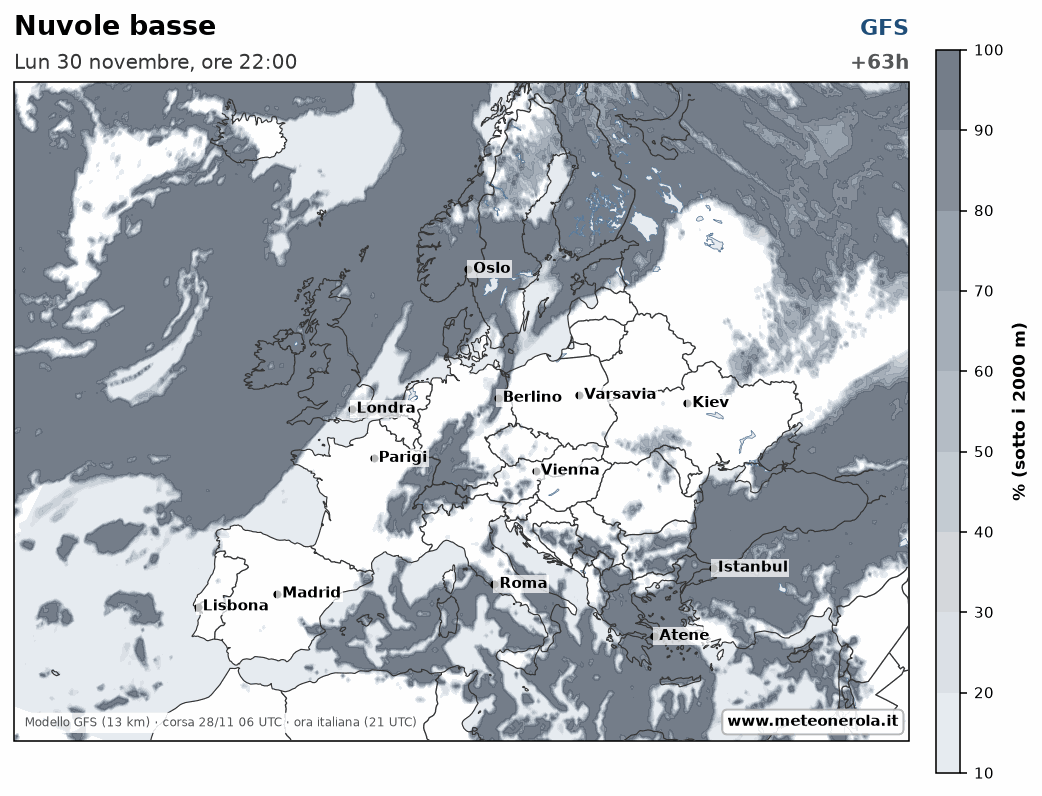 Nuvole basse
GFS
Lun 30 novembre, ore 22:00
+63h
Oslo
Londra
Berlino
Varsavia
Kiev
Parigi
Vienna
Istanbul
Madrid
Roma
Lisbona
Atene
Modello GFS (13 km) · corsa 28/11 06 UTC · ora italiana (21 UTC)
www.meteonerola.it
100
90
80
70
60
50
40
30
20
10
% (sotto i 2000 m)